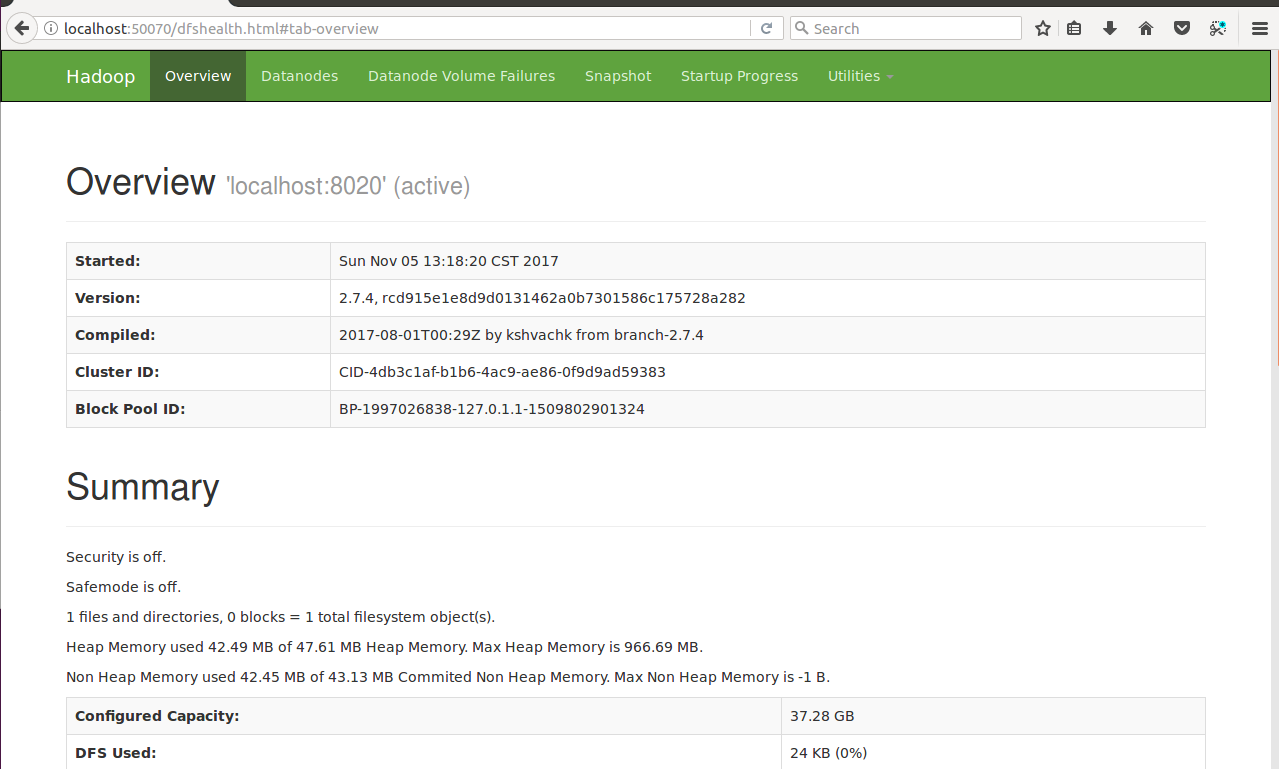 localhost:50070/dfshealth.html#tab-overview
Search
Hadoop Overview Datanodes Datanode Volume Failures Snapshot Startup Progress Utilities
Overview 'localhost:8020' (active)
Started: Sun Nov 05 13:18:20 CST 2017
Version: 2.7.4, rcd915e1e8d9d0131462a0b7301586c175728a282
Compiled: 2017-08-01T00:29Z by kshvachk from branch-2.7.4
Cluster ID: CID-4db3c1af-b1b6-4ac9-ae86-0f9d9ad59383
Block Pool ID: BP-1997026838-127.0.1.1-1509802901324
Summary
Security is off.
Safemode is off.
1 files and directories, 0 blocks = 1 total filesystem object(s).
Heap Memory used 42.49 MB of 47.61 MB Heap Memory. Max Heap Memory is 966.69 MB.
Non Heap Memory used 42.45 MB of 43.13 MB Commited Non Heap Memory. Max Non Heap Memory is -1 B.
Configured Capacity: 37.28 GB
DFS Used: 24 KB (0%)